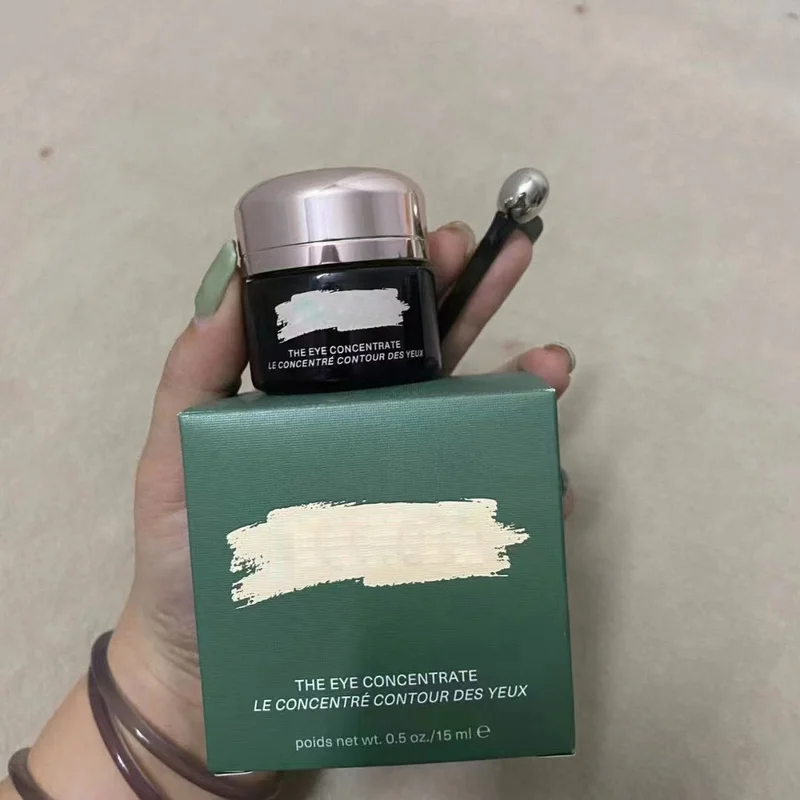 THE EYE CONCENTRATE
LE CONCENTRÉ CONTOUR DES YEUX
THE EYE CONCENTRATE
LE CONCENTRÉ CONTOUR DES YEUX
poids net wt. 0.5 oz./15 ml ℮